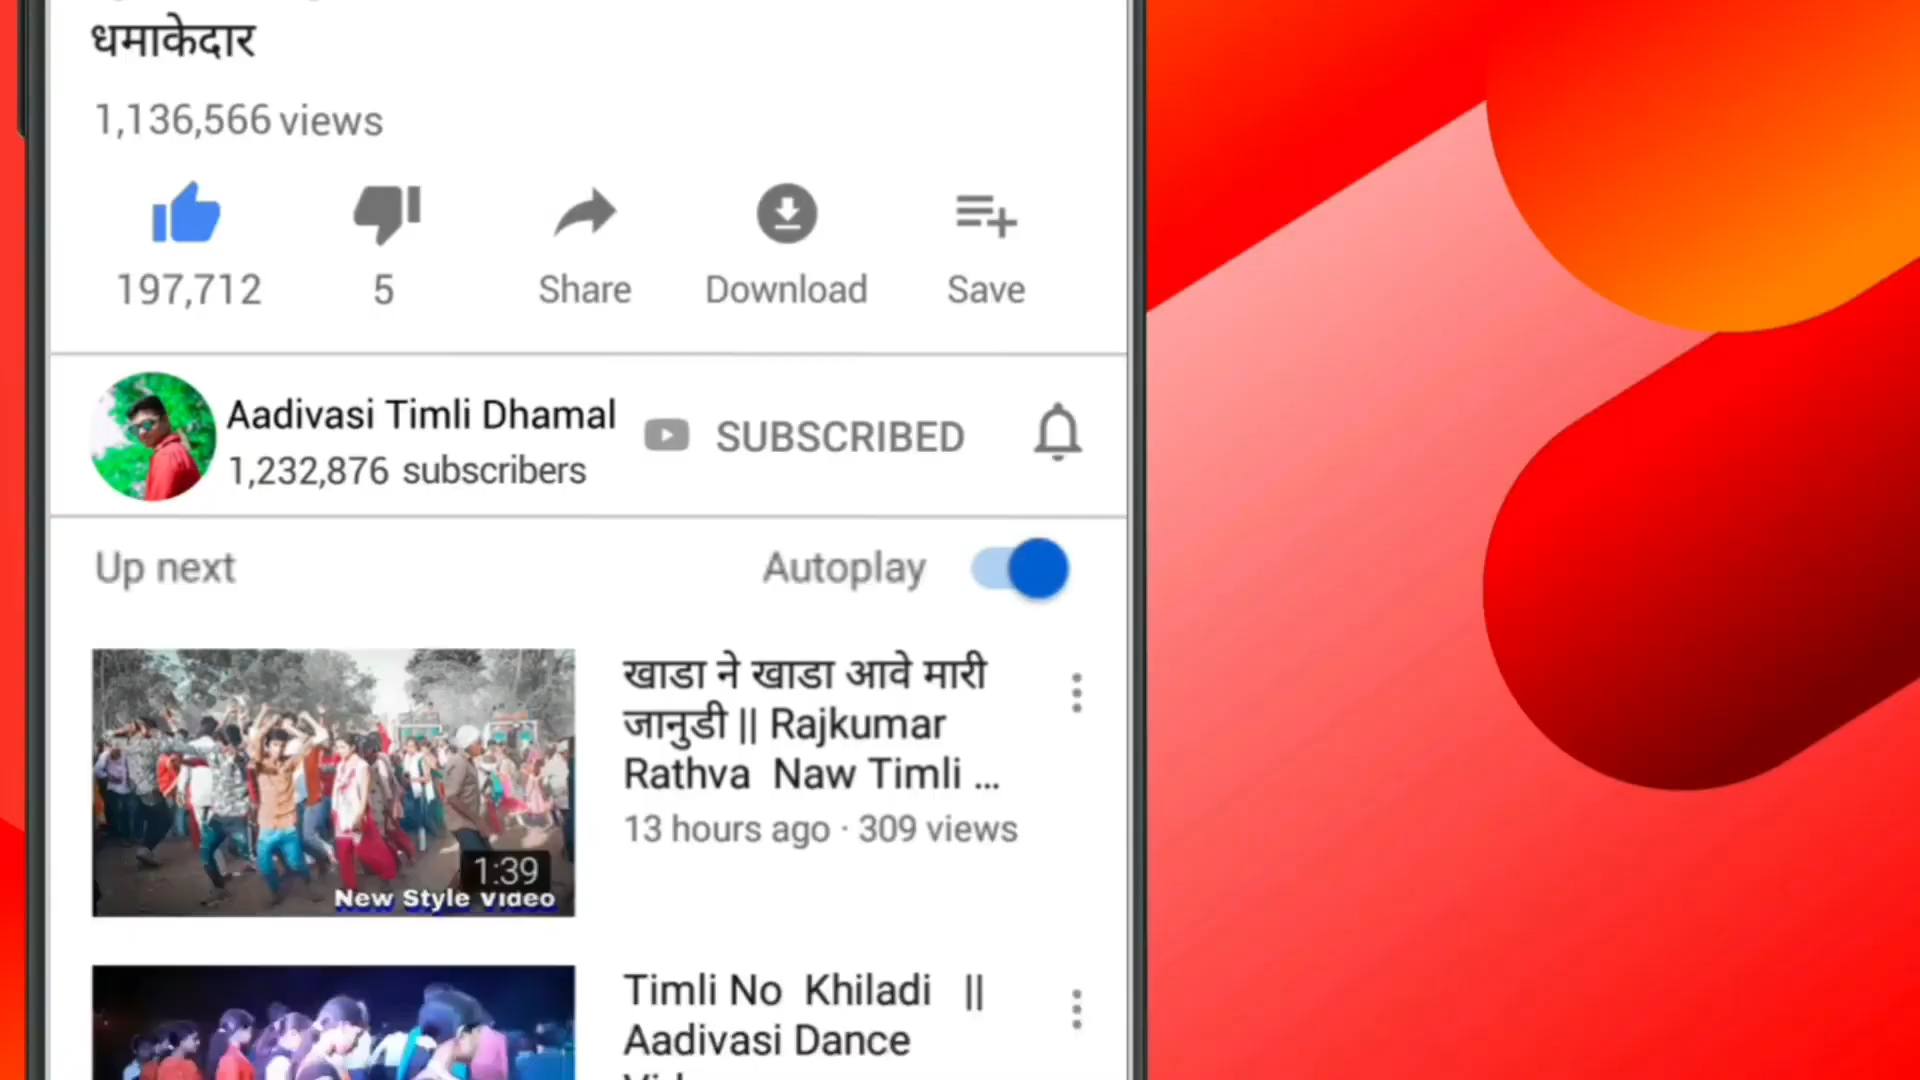 धमाकेदार
1,136,566 views
197,712
5
Share
Download
Save
Aadivasi Timli Dhamal
1,232,876 subscribers
SUBSCRIBED
Up next
Autoplay
खाडा ने खाडा आवे मारी
जानुडी || Rajkumar
Rathva Naw Timli ...
13 hours ago · 309 views
1:39
New Style Video
Timli No Khiladi ||
Aadivasi Dance